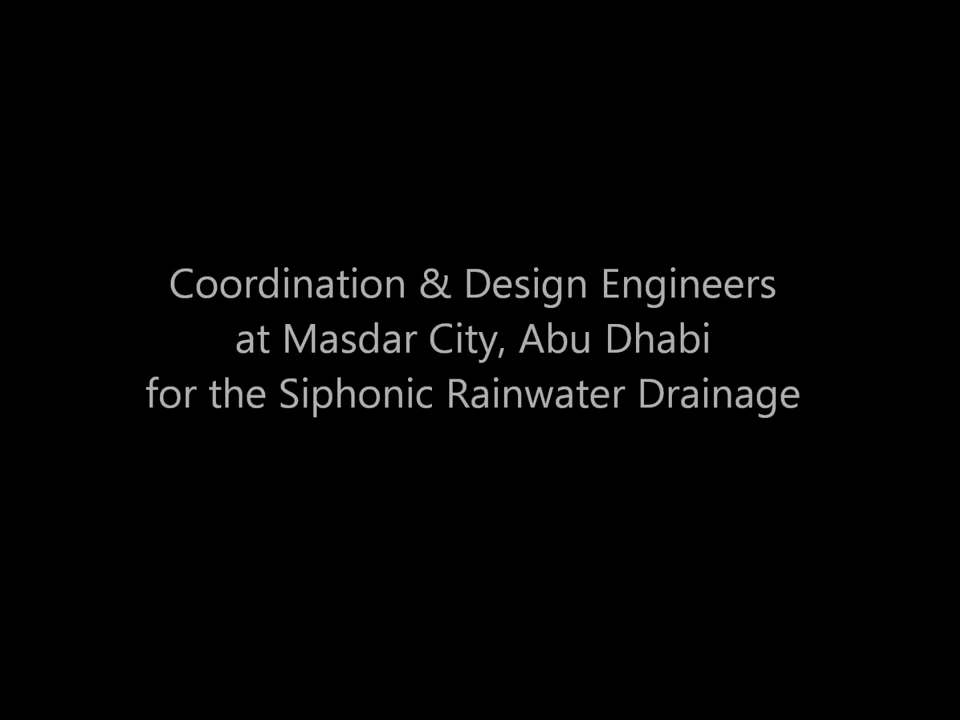 Coordination & Design Engineers
at Masdar City, Abu Dhabi
for the Siphonic Rainwater Drainage